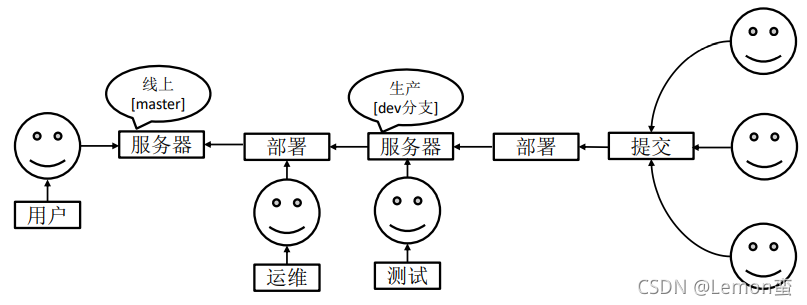 线上
[master]
生产
[dev分支]
服务器
部署
服务器
部署
提交
用户
运维
测试
CSDN @Lemon蛮